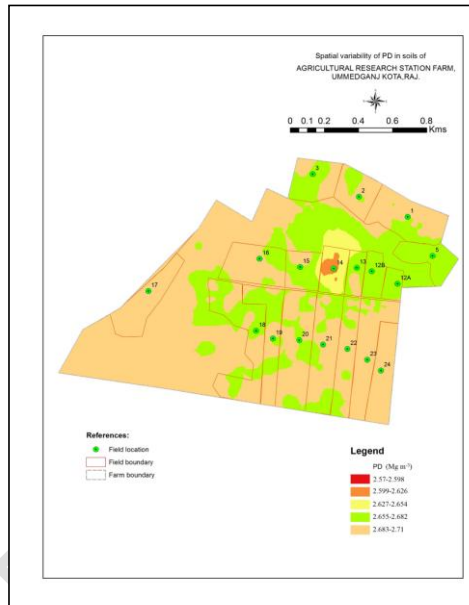 Spatial variability of PD in soils of
AGRICULTURAL RESEARCH STATION FARM,
UMMEDGANJ KOTA,RAJ.
0 0.1 0.2 0.4 0.6 0.8
Kms
3
2
1
5
16
15
14
13
12B
12A
17
18
19
20
21
22
23
24
References:
Field location
Field boundary
Farm boundary
Legend
PD (Mg m⁻³)
2.57-2.598
2.599-2.626
2.627-2.654
2.655-2.682
2.683-2.71